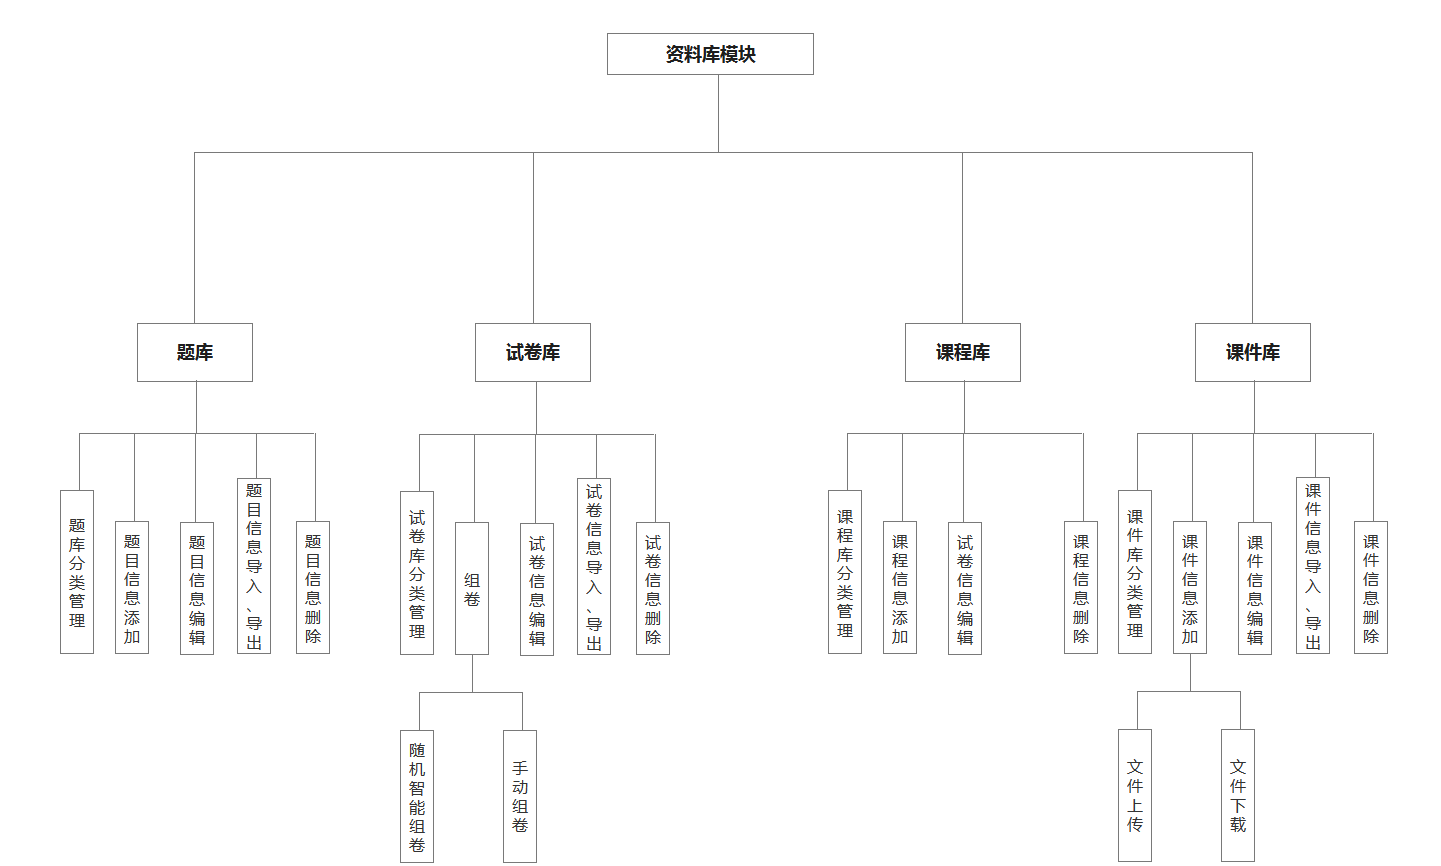 资料库模块
题库
试卷库
课程库
课件库
题库分类管理
题目信息添加
题目信息编辑
题目信息导入、导出
题目信息删除
试卷库分类管理
组卷
试卷信息编辑
试卷信息导入、导出
试卷信息删除
课程库分类管理
课程信息添加
试卷信息编辑
课程信息删除
课件库分类管理
课件信息添加
课件信息编辑
课件信息导入、导出
课件信息删除
随机智能组卷
手动组卷
文件上传
文件下载